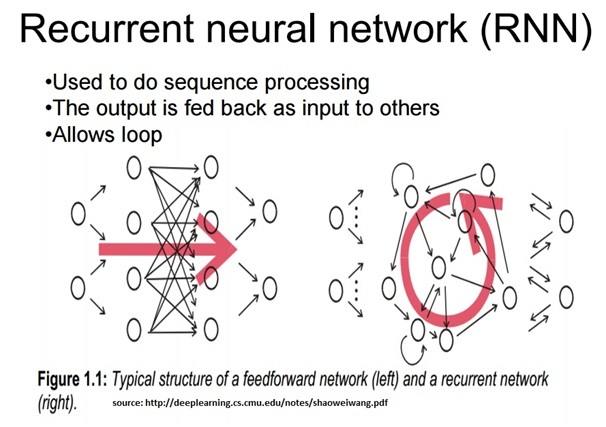 Recurrent neural network (RNN)
•Used to do sequence processing
•The output is fed back as input to others
•Allows loop
Figure 1.1: Typical structure of a feedforward network (left) and a recurrent network
(right). source: http://deeplearning.cs.cmu.edu/notes/shaoweiwang.pdf